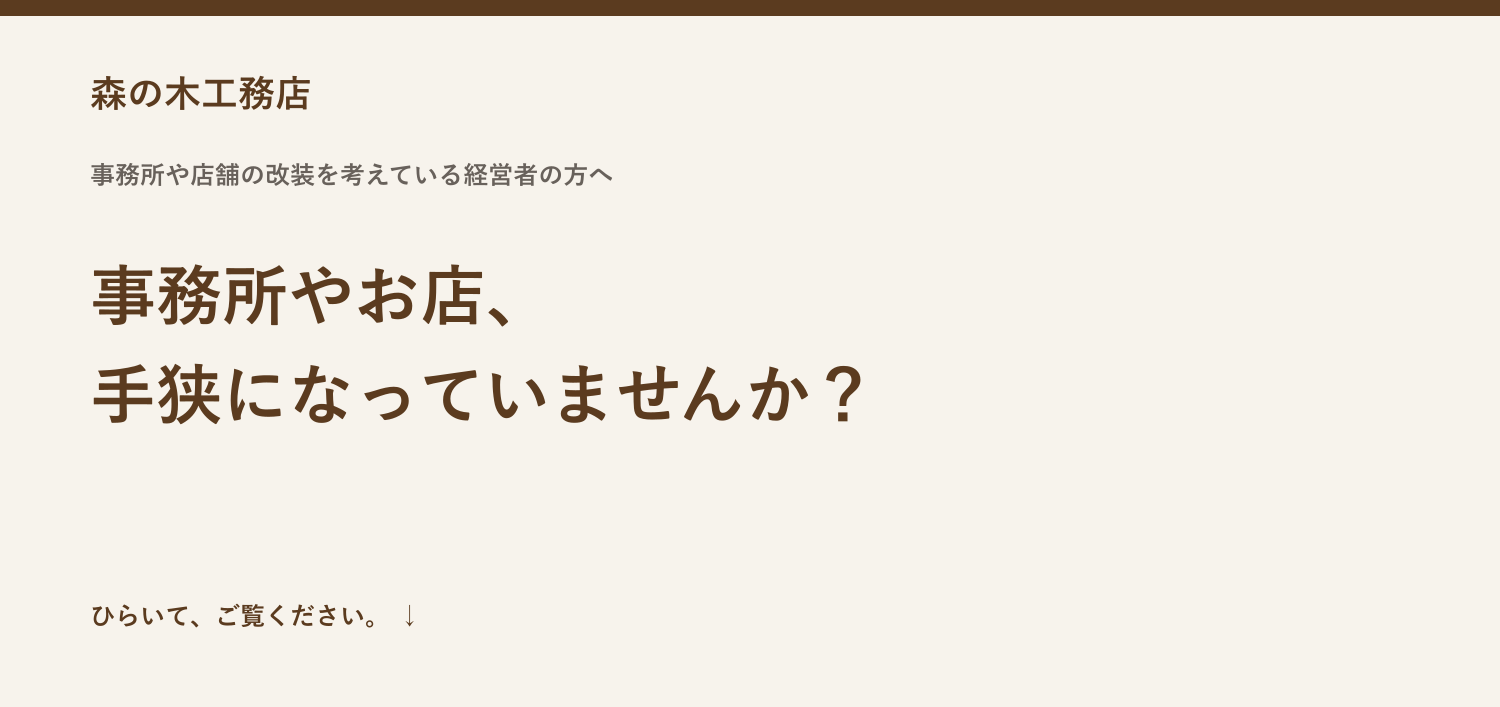 森の木工務店
事務所や店舗の改装を考えている経営者の方へ
事務所やお店、
手狭になっていませんか？
ひらいて、ご覧ください。 ↓